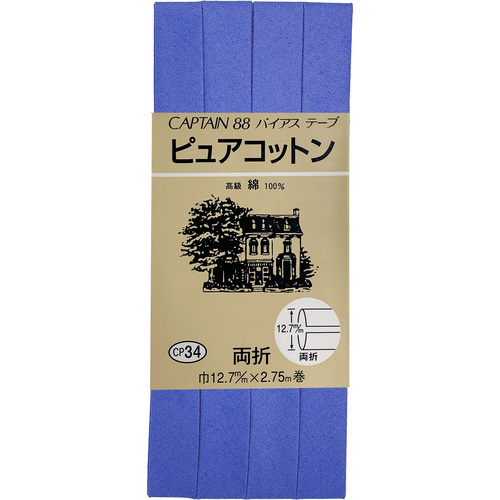 CAPTAIN 88 バイアス テープ
ピュアコットン
高級 綿 100%
12.7m/m
両折
CP34
両折
巾12.7m/m×2.75m巻